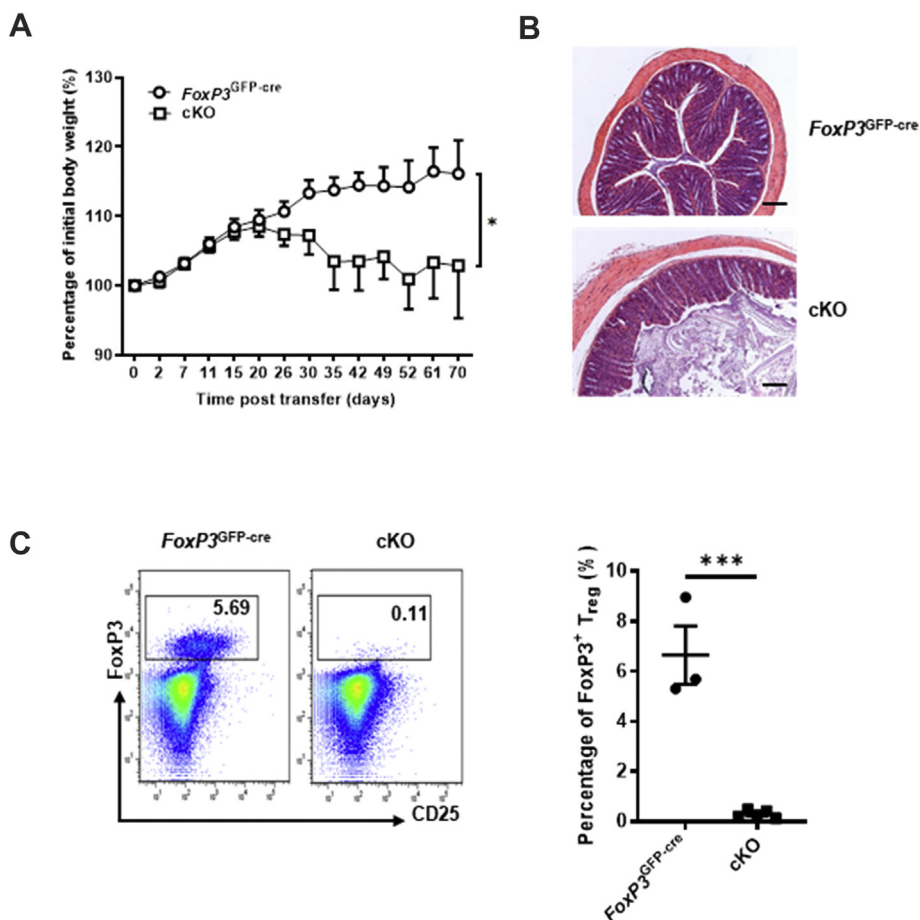 A
Percentage of initial body weight (%)
130
120
110
100
90
FoxP3GFP-cre
cKO
*
0 2 7 11 15 20 26 30 35 42 49 52 61 70
Time post transfer (days)
B
FoxP3GFP-cre
cKO
C
FoxP3GFP-cre
cKO
5.69
0.11
FoxP3
CD25
Percentage of FoxP3+ Treg (%)
10
8
6
4
2
0
***
FoxP3GFP-cre
cKO